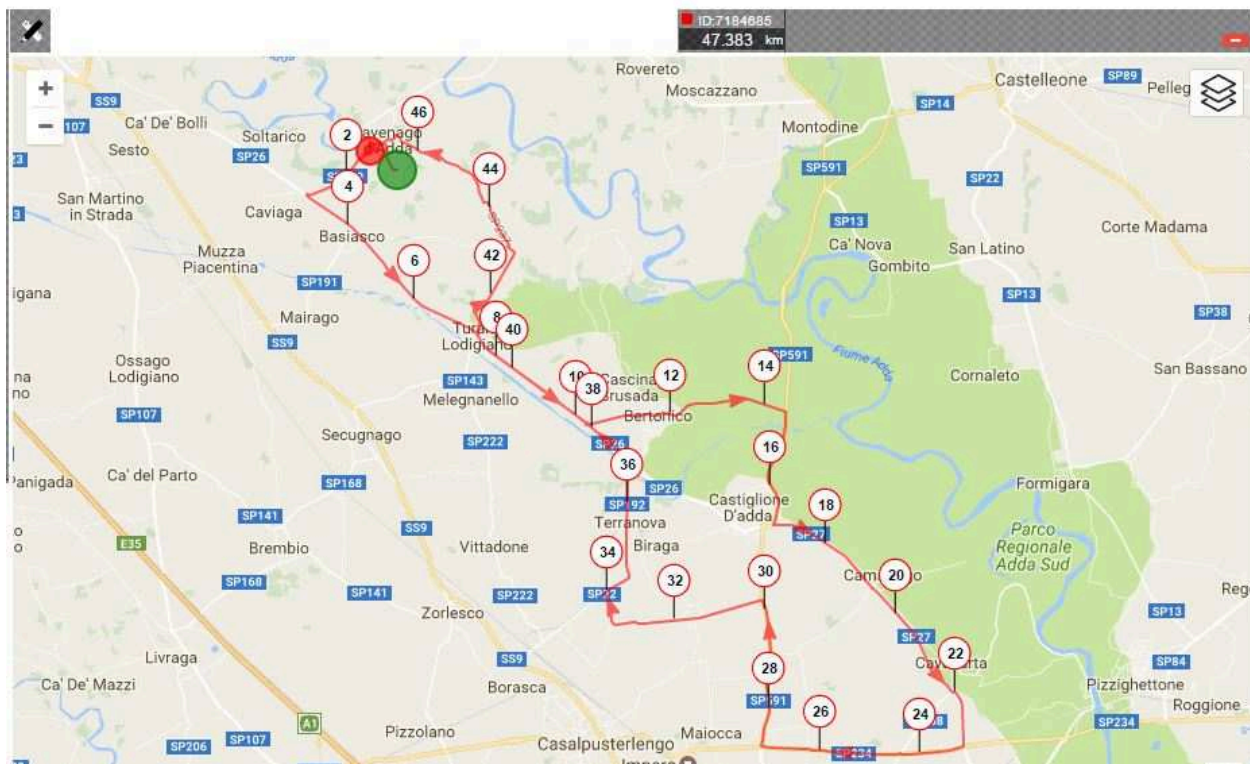 ID:7184685
47.383 km
+
−
Rovereto
Moscazzano
Castelleone
SP89
SS9
Ca' De' Bolli
Soltarico
46
SP14
107
Sesto
SP26
2
Montodine
SP591
44
4
SP22
San Martino
in Strada
Caviaga
Basiasco
SP13
Corte Madama
Muzza
Piacentina
6
42
Ca' Nova
Gombito
San Latino
SP191
SP13
Mairago
8
40
SP38
SS9
Lodigiano
Fiume Adda
SP591
Ossago
Lodigiano
14
12
38
Cascina
Cornaleto
San Bassano
SP143
Melegnanello
Bertonico
SP107
Secugnago
SP222
SP26
16
36
Ca' del Parto
SP168
SP26
Formigara
SP192
Castiglione
D'adda
18
SP141
Terranova
SP27
E35
Brembio
Vittadone
Biraga
Parco
Regionale
Adda Sud
34
30
32
20
SP168
SP141
SP222
SP22
Zorlesco
SP13
SP27
Livraga
SS9
22
28
SP84
Ca' De' Mazzi
Borasca
SP591
Pizzighettone
Roggione
26
24
A1
Pizzolano
Maiocca
SP234
SP206
SP107
Casalpusterlengo
SP234